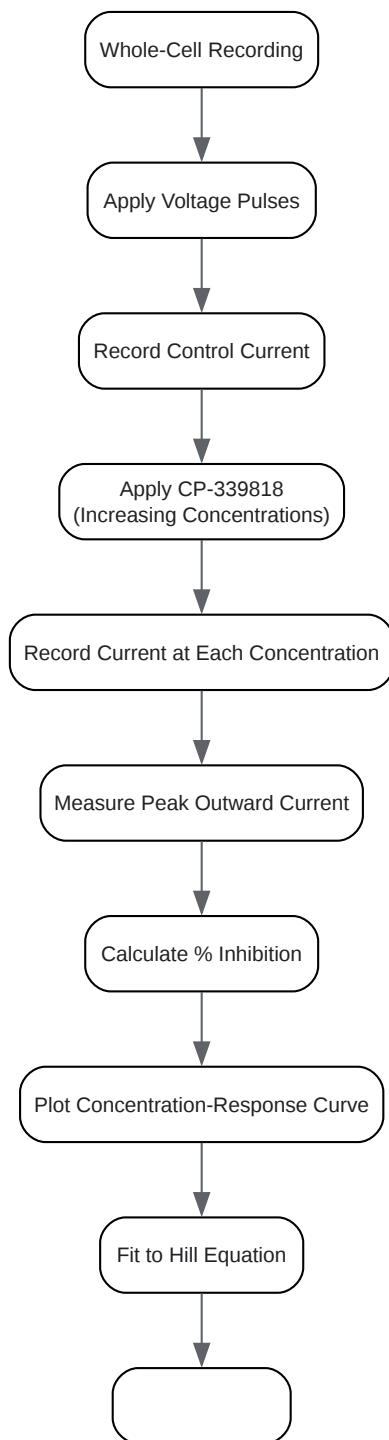 Whole-Cell Recording
Apply Voltage Pulses
Record Control Current
Apply CP-339818
(Increasing Concentrations)
Record Current at Each Concentration
Measure Peak Outward Current
Calculate % Inhibition
Plot Concentration-Response Curve
Fit to Hill Equation